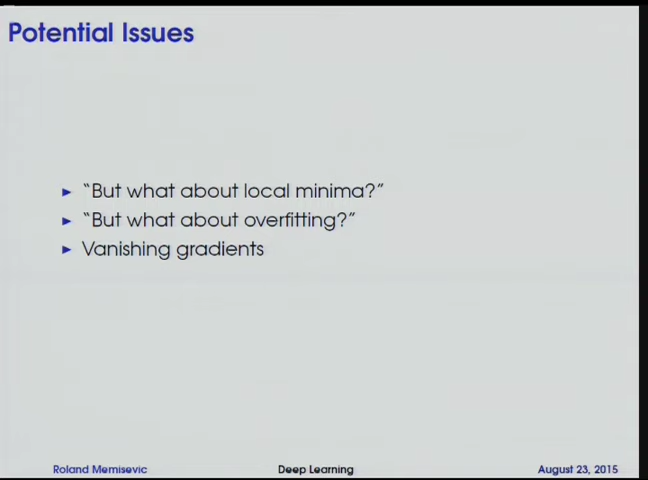 Potential Issues
► “But what about local minima?”
► “But what about overfitting?”
► Vanishing gradients
Roland Memisevic
Deep Learning
August 23, 2015